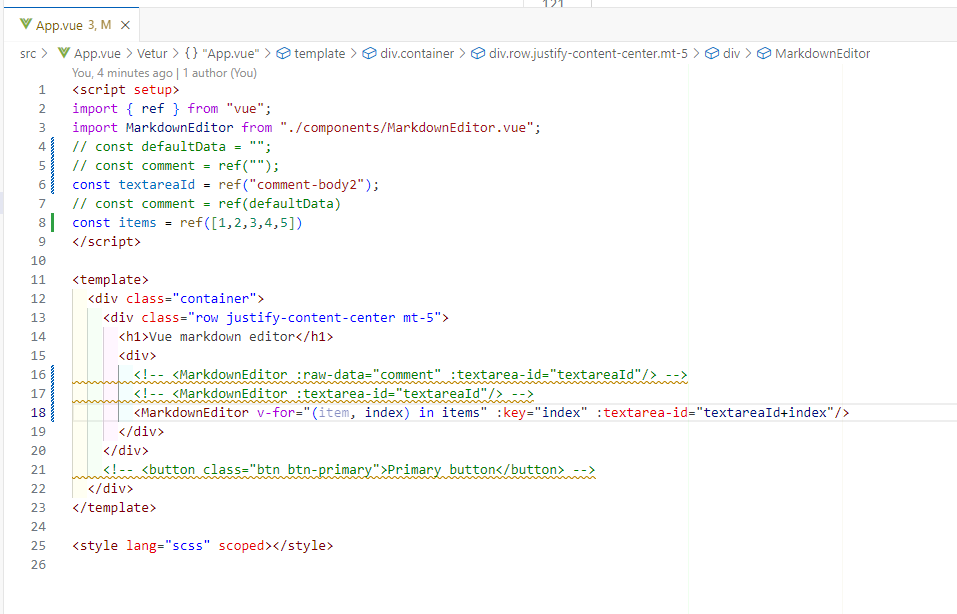 121
App.vue 3, M
src > App.vue > Vetur > {} "App.vue" > template > div.container > div.row.justify-content-center.mt-5 > div > MarkdownEditor
You, 4 minutes ago | 1 author (You)
1 <script setup>
2 import { ref } from "vue";
3 import MarkdownEditor from "./components/MarkdownEditor.vue";
4 // const defaultData = "";
5 // const comment = ref("");
6 const textareaId = ref("comment-body2");
7 // const comment = ref(defaultData)
8 const items = ref([1,2,3,4,5])
9 </script>
10
11 <template>
12 <div class="container">
13 <div class="row justify-content-center mt-5">
14 <h1>Vue markdown editor</h1>
15 <div>
16 <!-- <MarkdownEditor :raw-data="comment" :textarea-id="textareaId"/> -->
17 <!-- <MarkdownEditor :textarea-id="textareaId"/> -->
18 <MarkdownEditor v-for="(item, index) in items" :key="index" :textarea-id="textareaId+index"/>
19 </div>
20 </div>
21 <!-- <button class="btn btn-primary">Primary button</button> -->
22 </div>
23 </template>
24
25 <style lang="scss" scoped></style>
26